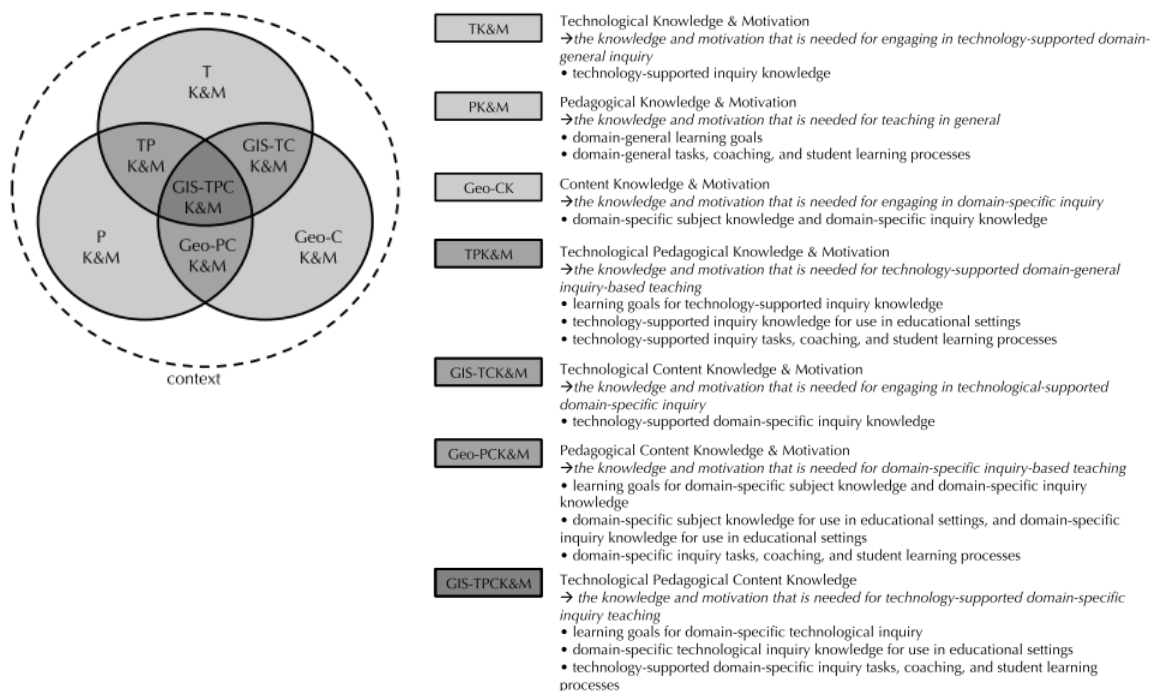 T
K&M
TP
K&M
GIS-TC
K&M
GIS-TPC
K&M
P
K&M
Geo-PC
K&M
Geo-C
K&M
context
TK&M
Technological Knowledge & Motivation
→the knowledge and motivation that is needed for engaging in technology-supported domain-
general inquiry
• technology-supported inquiry knowledge
PK&M
Pedagogical Knowledge & Motivation
→the knowledge and motivation that is needed for teaching in general
• domain-general learning goals
• domain-general tasks, coaching, and student learning processes
Geo-CK
Content Knowledge & Motivation
→the knowledge and motivation that is needed for engaging in domain-specific inquiry
• domain-specific subject knowledge and domain-specific inquiry knowledge
TPK&M
Technological Pedagogical Knowledge & Motivation
→the knowledge and motivation that is needed for technology-supported domain-general
inquiry-based teaching
• learning goals for technology-supported inquiry knowledge
• technology-supported inquiry knowledge for use in educational settings
• technology-supported inquiry tasks, coaching, and student learning processes
GIS-TCK&M
Technological Content Knowledge & Motivation
→the knowledge and motivation that is needed for engaging in technological-supported
domain-specific inquiry
• technology-supported domain-specific inquiry knowledge
Geo-PCK&M
Pedagogical Content Knowledge & Motivation
→the knowledge and motivation that is needed for domain-specific inquiry-based teaching
• learning goals for domain-specific subject knowledge and domain-specific inquiry
knowledge
• domain-specific subject knowledge for use in educational settings, and domain-specific
inquiry knowledge for use in educational settings
• domain-specific inquiry tasks, coaching, and student learning processes
GIS-TPCK&M
Technological Pedagogical Content Knowledge
→ the knowledge and motivation that is needed for technology-supported domain-specific
inquiry teaching
• learning goals for domain-specific technological inquiry
• domain-specific technological inquiry knowledge for use in educational settings
• technology-supported domain-specific inquiry tasks, coaching, and student learning
processes